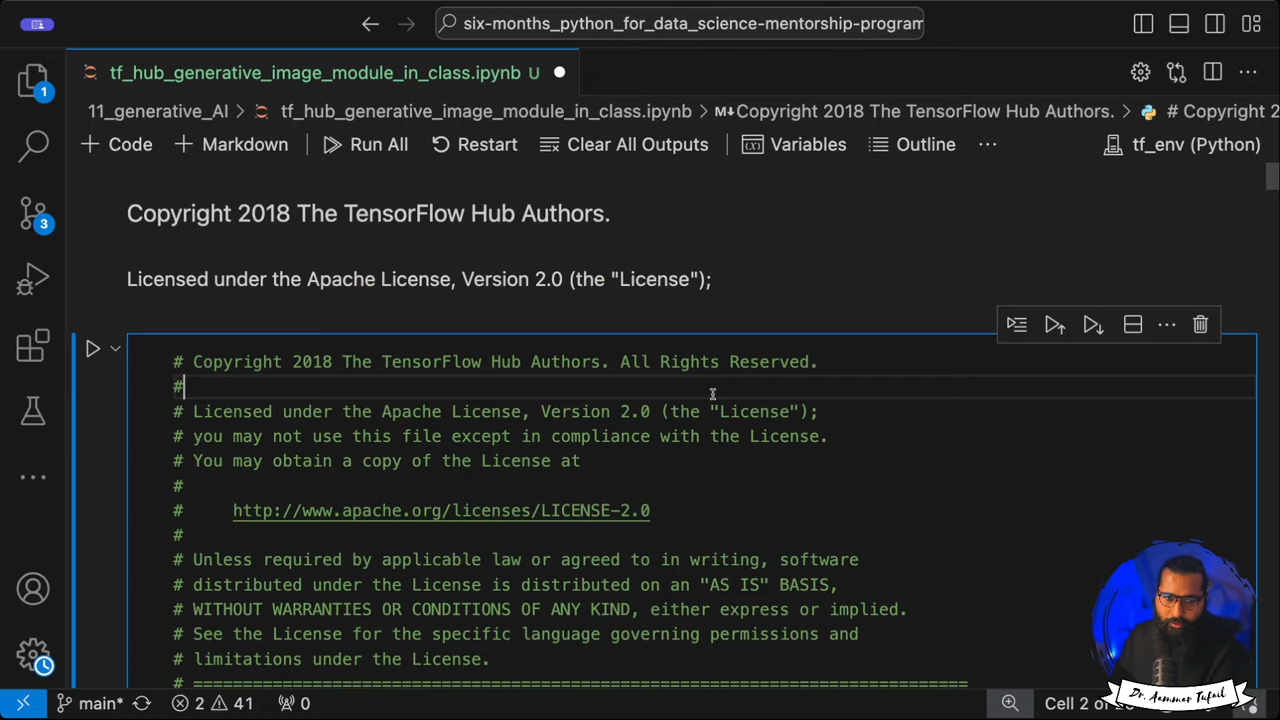 six-months_python_for_data_science-mentorship-program
tf_hub_generative_image_module_in_class.ipynb U
11_generative_AI > tf_hub_generative_image_module_in_class.ipynb > M↓Copyright 2018 The TensorFlow Hub Authors. > # Copyright 2
+ Code + Markdown Run All Restart Clear All Outputs (x) Variables Outline ··· tf_env (Python)
1
3
Copyright 2018 The TensorFlow Hub Authors.
Licensed under the Apache License, Version 2.0 (the "License");
# Copyright 2018 The TensorFlow Hub Authors. All Rights Reserved.
#
# Licensed under the Apache License, Version 2.0 (the "License");
# you may not use this file except in compliance with the License.
# You may obtain a copy of the License at
#
# http://www.apache.org/licenses/LICENSE-2.0
#
# Unless required by applicable law or agreed to in writing, software
# distributed under the License is distributed on an "AS IS" BASIS,
# WITHOUT WARRANTIES OR CONDITIONS OF ANY KIND, either express or implied.
# See the License for the specific language governing permissions and
# limitations under the License.
# ==============================================================================
Dr. Aammar Tufail
main* 2 41 0 Cell 2 of